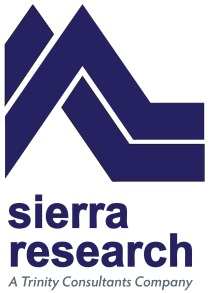 sierra
research
A Trinity Consultants Company